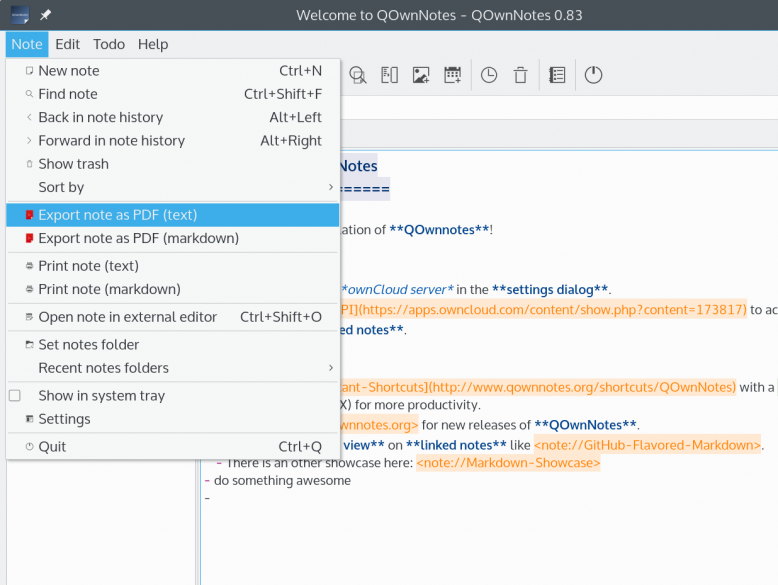 Welcome to QOwnNotes - QOwnNotes 0.83
Note Edit Todo Help
New note Ctrl+N
Find note Ctrl+Shift+F
Back in note history Alt+Left
Forward in note history Alt+Right
Show trash
Sort by
Export note as PDF (text)
Export note as PDF (markdown)
Print note (text)
Print note (markdown)
Open note in external editor Ctrl+Shift+O
Set notes folder
Recent notes folders
Show in system tray
Settings
Quit Ctrl+Q
Notes
======
ation of **QOwnnotes**!
*ownCloud server* in the **settings dialog**.
PI](https://apps.owncloud.com/content/show.php?content=173817) to ac
ed notes**.
ant-Shortcuts](http://www.qownnotes.org/shortcuts/QOwnNotes) with a
X) for more productivity.
wnnotes.org> for new releases of **QOwnNotes**.
view** on **linked notes** like <note://GitHub-Flavored-Markdown>.
- There is an other showcase here: <note://Markdown-Showcase>
- do something awesome
-